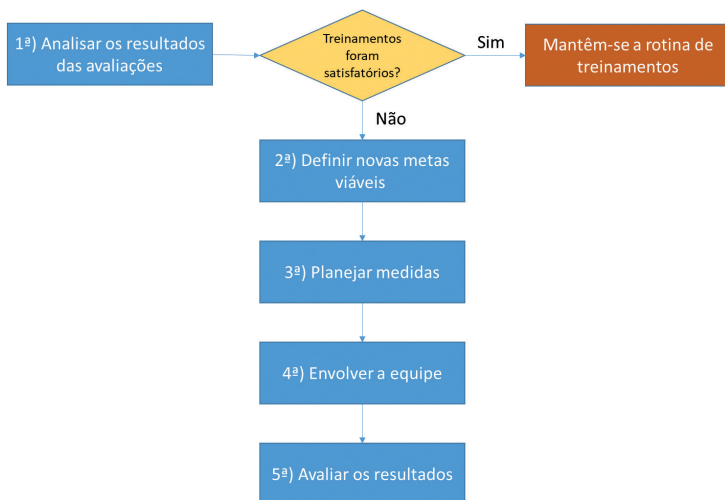 1ª) Analisar os resultados
das avaliações
Treinamentos
foram
satisfatórios?
Sim
Mantêm-se a rotina de
treinamentos
Não
2ª) Definir novas metas
viáveis
3ª) Planejar medidas
4ª) Envolver a equipe
5ª) Avaliar os resultados